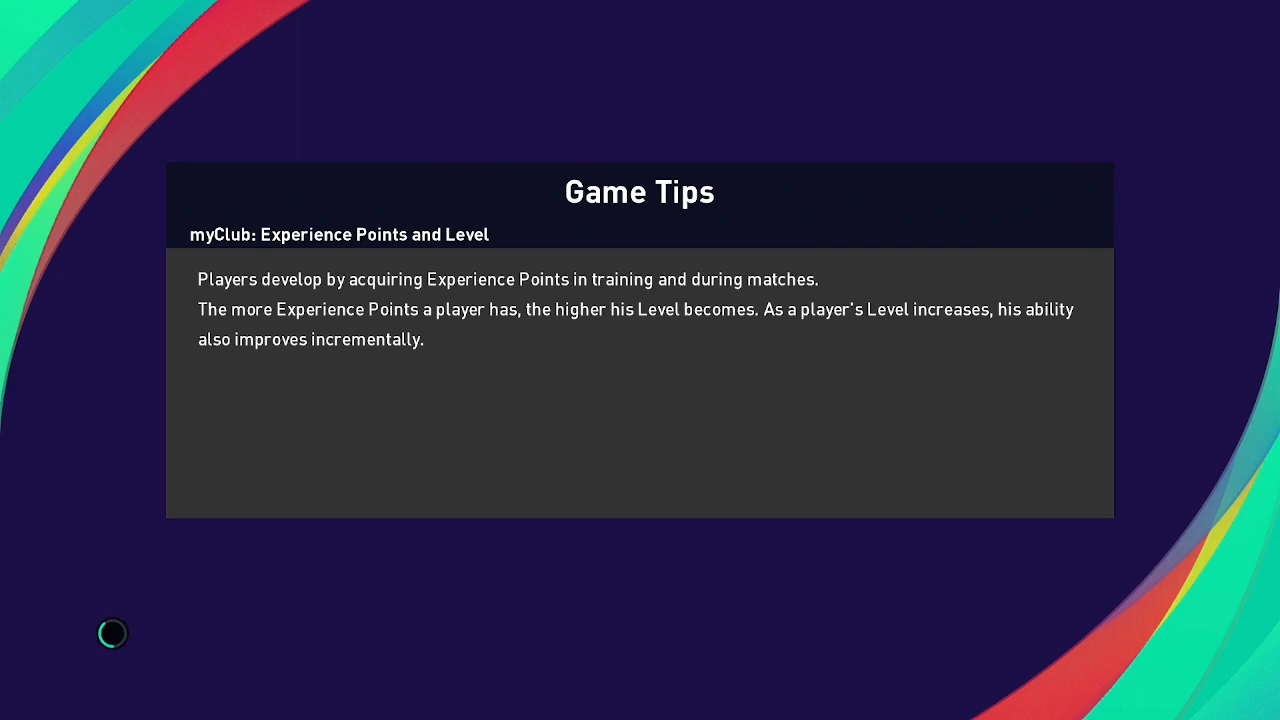 Game Tips
myClub: Experience Points and Level
Players develop by acquiring Experience Points in training and during matches.
The more Experience Points a player has, the higher his Level becomes. As a player's Level increases, his ability
also improves incrementally.